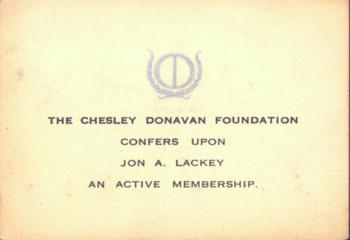 THE CHESLEY DONAVAN FOUNDATION
CONFERS UPON
JON A. LACKEY
AN ACTIVE MEMBERSHIP.